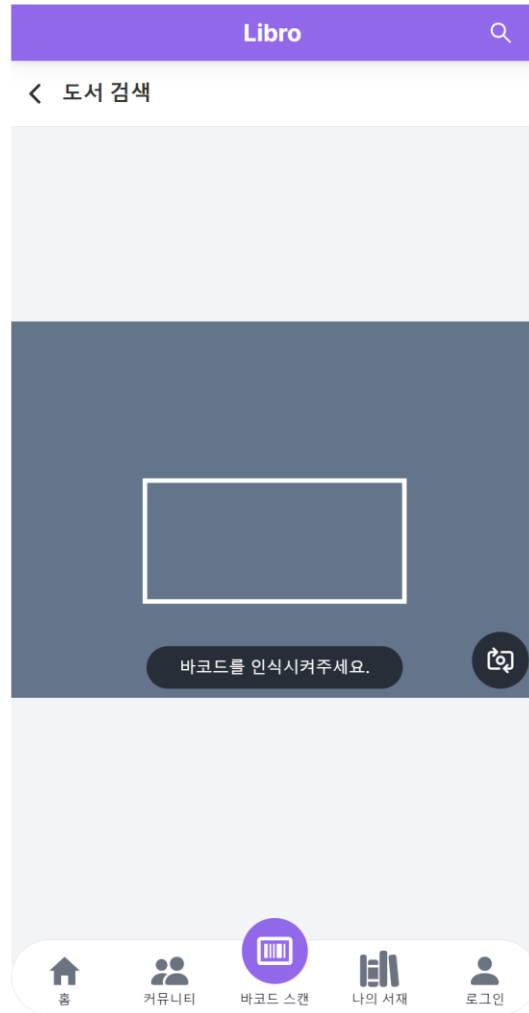 Libro
도서 검색
바코드를 인식시켜주세요.
홈
커뮤니티
바코드 스캔
나의 서재
로그인